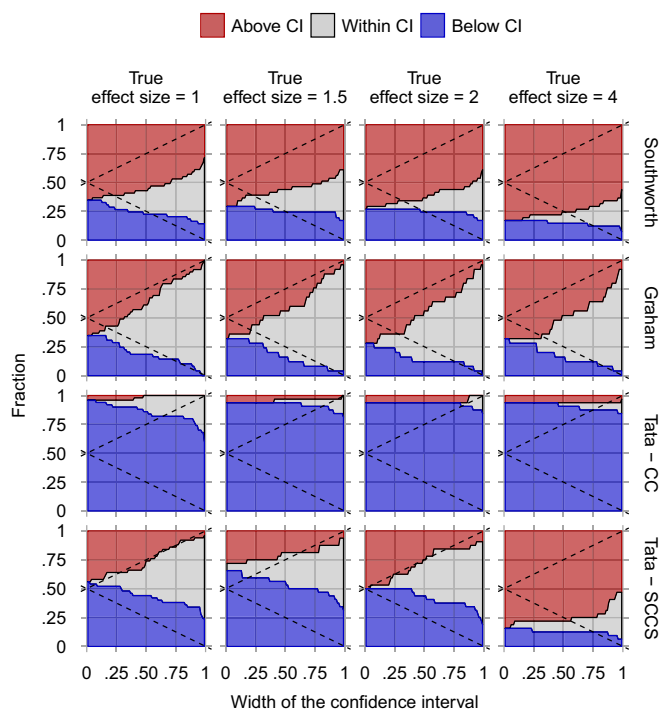 Above CI Within CI Below CI
True effect size = 1
True effect size = 1.5
True effect size = 2
True effect size = 4
1
.75
.50
.25
0
Southworth
1
.75
.50
.25
0
Graham
1
.75
.50
.25
0
Tata − CC
1
.75
.50
.25
0
Tata − SCCS
Fraction
0 .25 .50 .75 1 0 .25 .50 .75 1 0 .25 .50 .75 1 0 .25 .50 .75 1
Width of the confidence interval